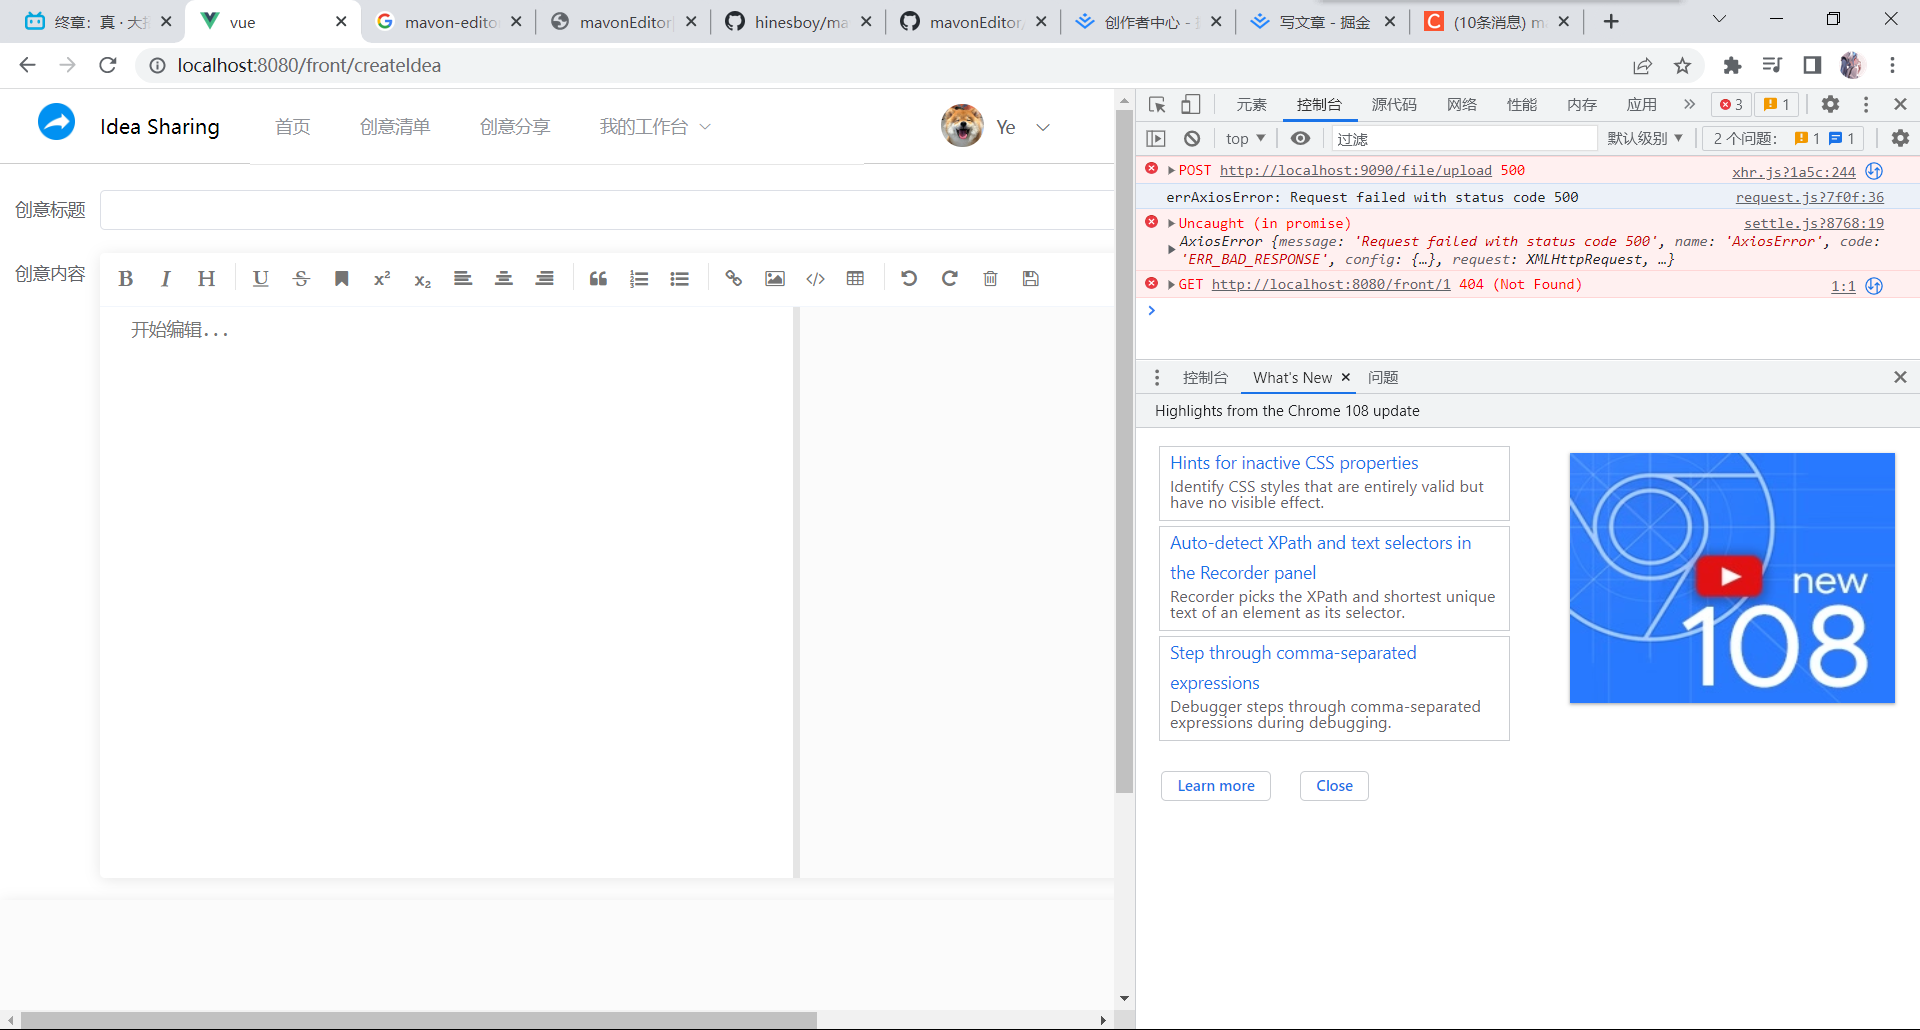 终章：真 · 大
vue
mavon-edito
mavonEditor
hinesboy/ma
mavonEditor
创作者中心 -
写文章 - 掘金
(10条消息) m
localhost:8080/front/createIdea
Idea Sharing
首页
创意清单
创意分享
我的工作台
Ye
创意标题
创意内容
B I H U S x² x₂
开始编辑...
元素
控制台
源代码
网络
性能
内存
应用
3
1
top
过滤
默认级别
2 个问题:
1
1
POST http://localhost:9090/file/upload 500
xhr.js?1a5c:244
errAxiosError: Request failed with status code 500
request.js?7f0f:36
Uncaught (in promise)
settle.js?8768:19
AxiosError {message: 'Request failed with status code 500', name: 'AxiosError', code:
'ERR_BAD_RESPONSE', config: {…}, request: XMLHttpRequest, …}
GET http://localhost:8080/front/1 404 (Not Found)
1:1
控制台
What's New
问题
Highlights from the Chrome 108 update
Hints for inactive CSS properties
Identify CSS styles that are entirely valid but
have no visible effect.
Auto-detect XPath and text selectors in
the Recorder panel
Recorder picks the XPath and shortest unique
text of an element as its selector.
Step through comma-separated
expressions
Debugger steps through comma-separated
expressions during debugging.
new
108
Learn more
Close